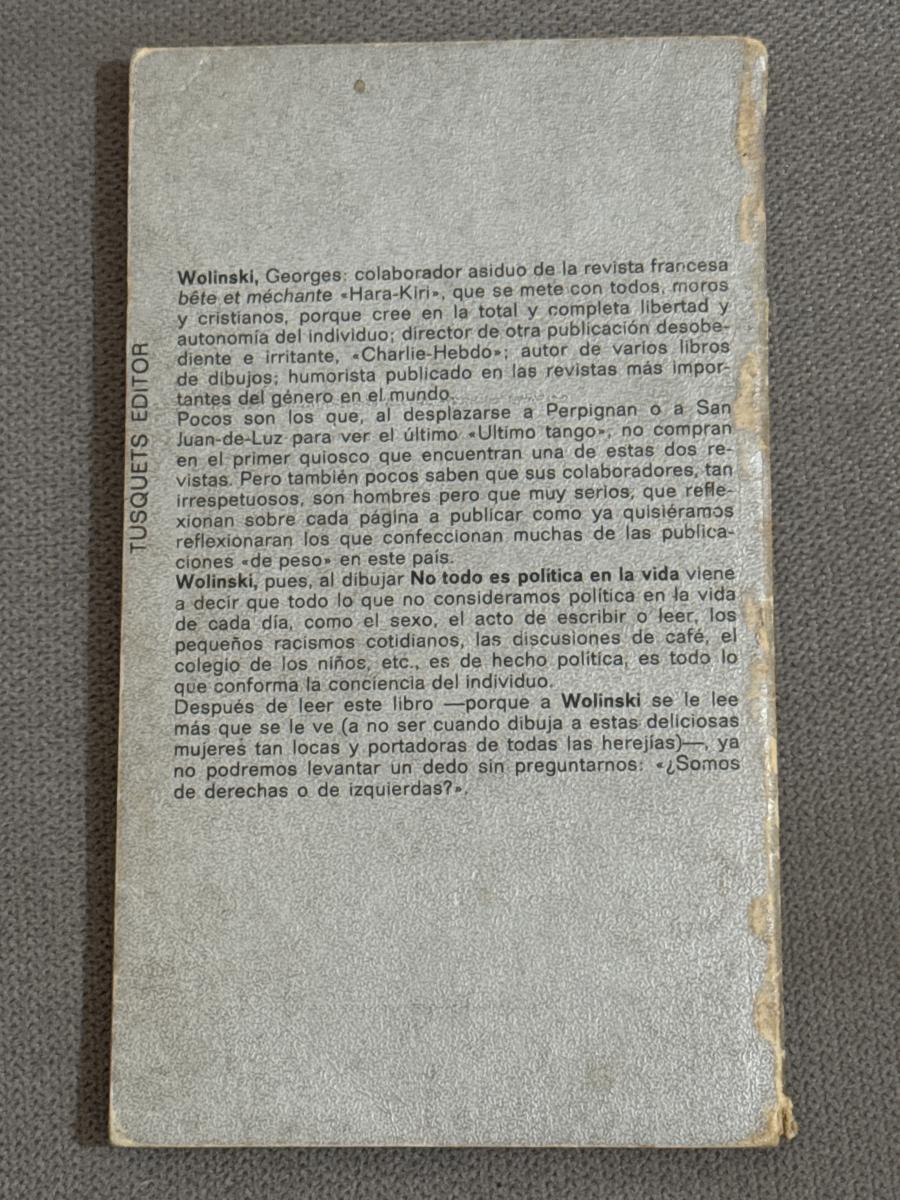 Wolinski, Georges: colaborador asiduo de la revista francesa
bête et méchante «Hara-Kiri», que se mete con todos, moros
y cristianos, porque cree en la total y completa libertad y
autonomía del individuo; director de otra publicación desobe-
diente e irritante, «Charlie-Hebdo»; autor de varios libros
de dibujos; humorista publicado en las revistas más impor-
tantes del género en el mundo.
Pocos son los que, al desplazarse a Perpignan o a San
Juan-de-Luz para ver el último «Ultimo tango», no compran
en el primer quiosco que encuentran una de estas dos re-
vistas. Pero también pocos saben que sus colaboradores, tan
irrespetuosos, son hombres pero que muy serios, que refle-
xionan sobre cada página a publicar como ya quisiéramos
reflexionaran los que confeccionan muchas de las publica-
ciones «de peso» en este país.
Wolinski, pues, al dibujar No todo es política en la vida viene
a decir que todo lo que no consideramos política en la vida
de cada día, como el sexo, el acto de escribir o leer, los
pequeños racismos cotidianos, las discusiones de café, el
colegio de los niños, etc., es de hecho política, es todo lo
que conforma la conciencia del individuo.
Después de leer este libro —porque a Wolinski se le lee
más que se le ve (a no ser cuando dibuja a estas deliciosas
mujeres tan locas y portadoras de todas las herejías)—, ya
no podremos levantar un dedo sin preguntarnos: «¿Somos
de derechas o de izquierdas?».
TUSQUETS EDITOR